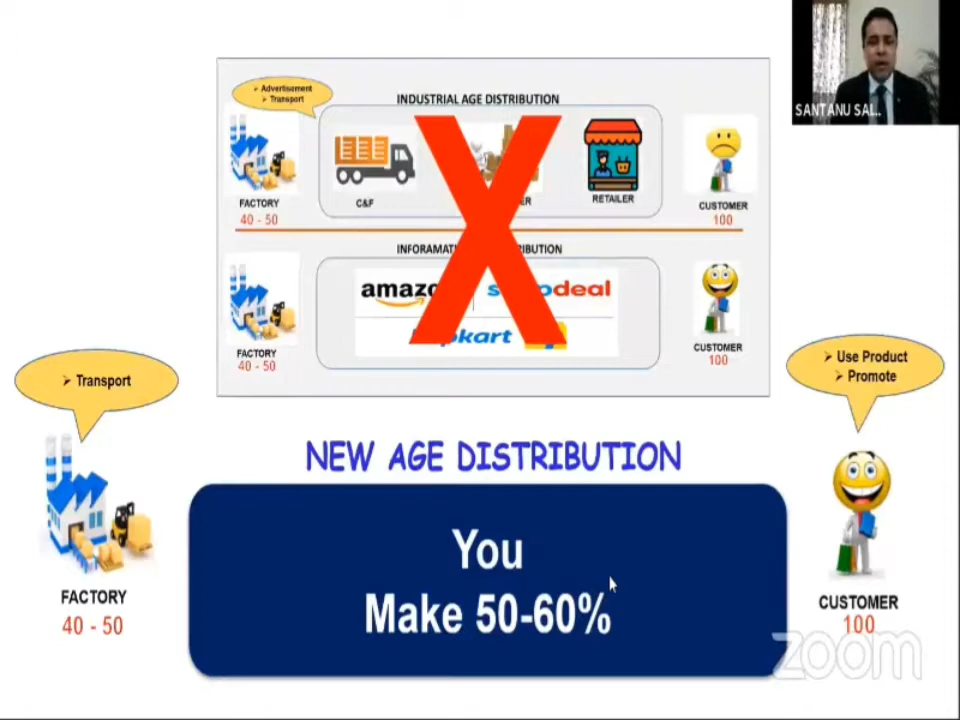 SANTANU SAL..
➢ Advertisement
➢ Transport
INDUSTRIAL AGE DISTRIBUTION
FACTORY
40 - 50
C&F
RETAILER
CUSTOMER
100
FACTORY
40 - 50
CUSTOMER
100
➢ Transport
➢ Use Product
➢ Promote
NEW AGE DISTRIBUTION
You
Make 50-60%
FACTORY
40 - 50
CUSTOMER
100
zoom